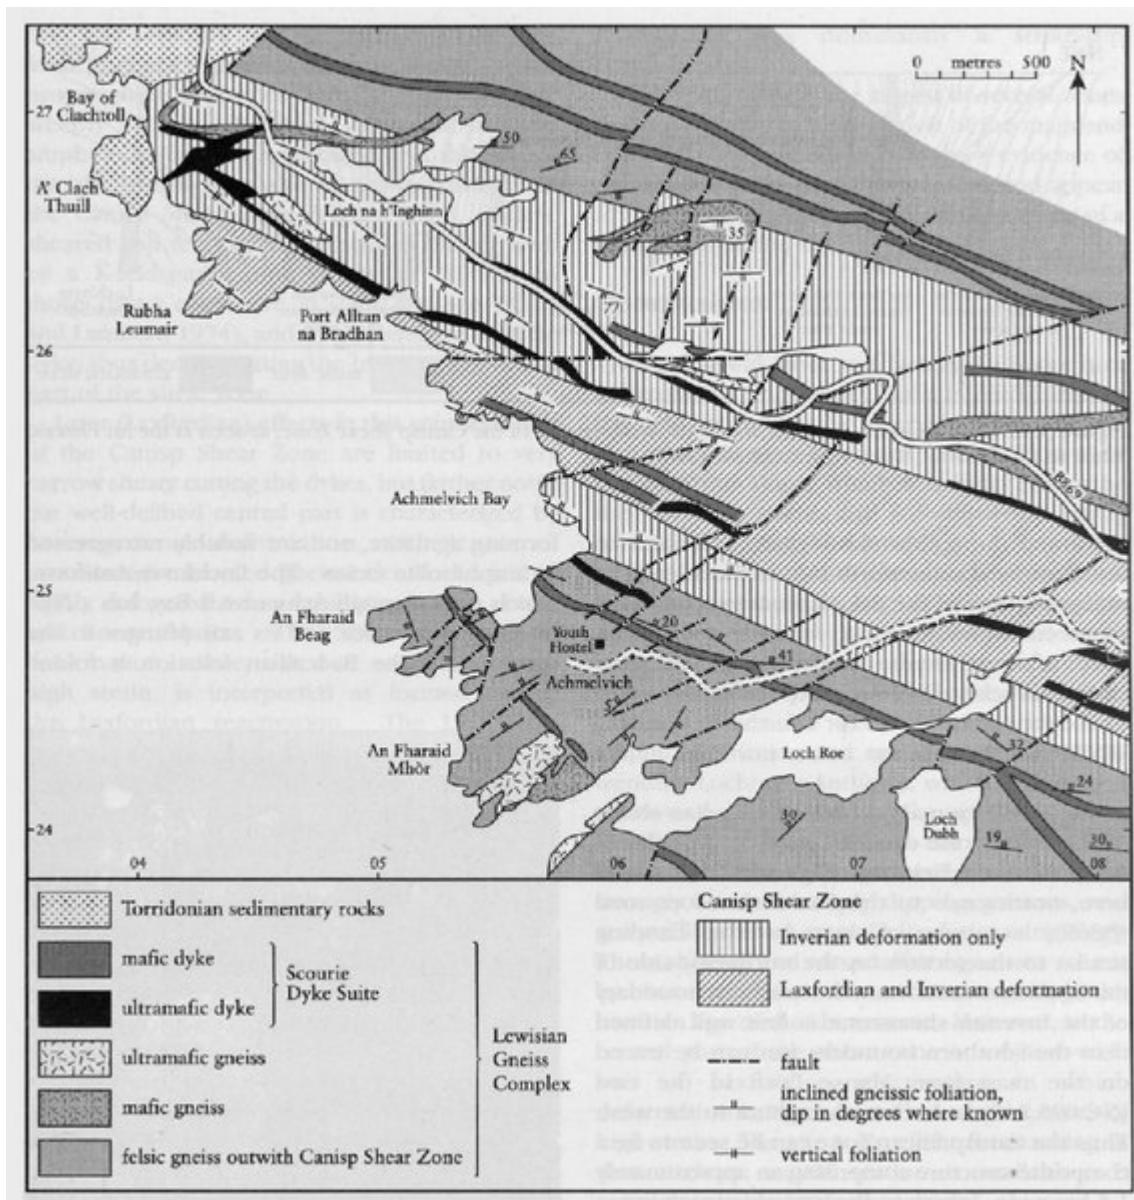 0 metres 500 N
27
Bay of
Clachtoll
50
65
A' Clach
Thuill
Loch na h'Inghinn
35
Rubha
Leumair
Port Alltan
na Bradhan
77
26
Achmelvich Bay
25
An Fharaid
Beag
Youth
Hostel
20
41
Achmelvich
52
An Fharaid
Mhòr
Loch Roe
32
24
Loch
Dubh
24
19
04
05
06
07
08
Torridonian sedimentary rocks
mafic dyke
ultramafic dyke
Scourie
Dyke Suite
ultramafic gneiss
mafic gneiss
felsic gneiss outwith Canisp Shear Zone
Lewisian
Gneiss
Complex
Canisp Shear Zone
Inverian deformation only
Laxfordian and Inverian deformation
fault
inclined gneissic foliation,
dip in degrees where known
vertical foliation